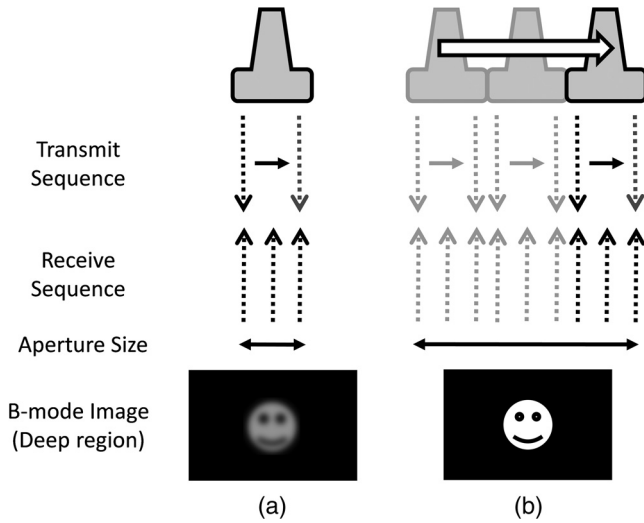 Transmit
Sequence
Receive
Sequence
Aperture Size
B-mode Image
(Deep region)
(a)
(b)